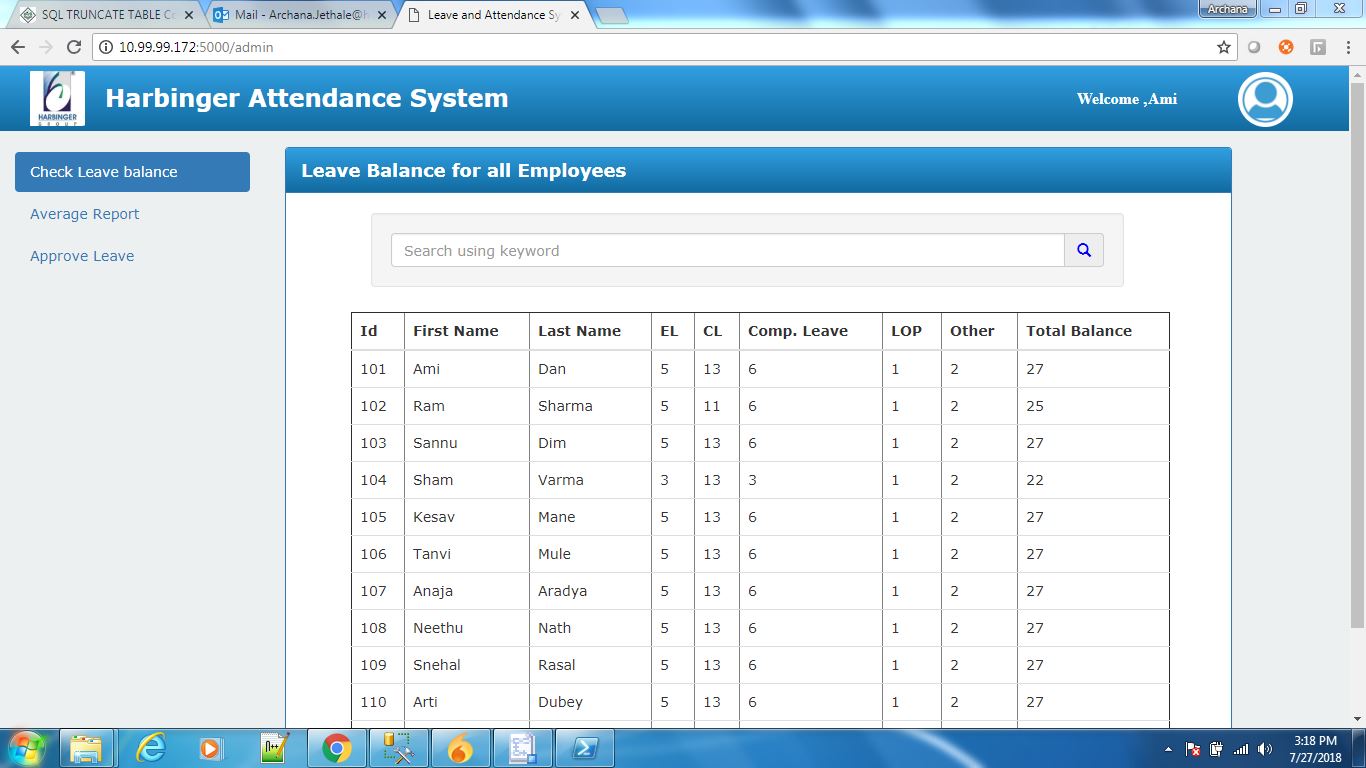 SQL TRUNCATE TABLE Co
Mail - Archana.Jethale@h
Leave and Attendance Sy
Archana
10.99.99.172:5000/admin
HARBINGER
GROUP
Harbinger Attendance System
Welcome ,Ami
Check Leave balance
Average Report
Approve Leave
Leave Balance for all Employees
Search using keyword
Id First Name Last Name EL CL Comp. Leave LOP Other Total Balance
101 Ami Dan 5 13 6 1 2 27
102 Ram Sharma 5 11 6 1 2 25
103 Sannu Dim 5 13 6 1 2 27
104 Sham Varma 3 13 3 1 2 22
105 Kesav Mane 5 13 6 1 2 27
106 Tanvi Mule 5 13 6 1 2 27
107 Anaja Aradya 5 13 6 1 2 27
108 Neethu Nath 5 13 6 1 2 27
109 Snehal Rasal 5 13 6 1 2 27
110 Arti Dubey 5 13 6 1 2 27
3:18 PM
7/27/2018